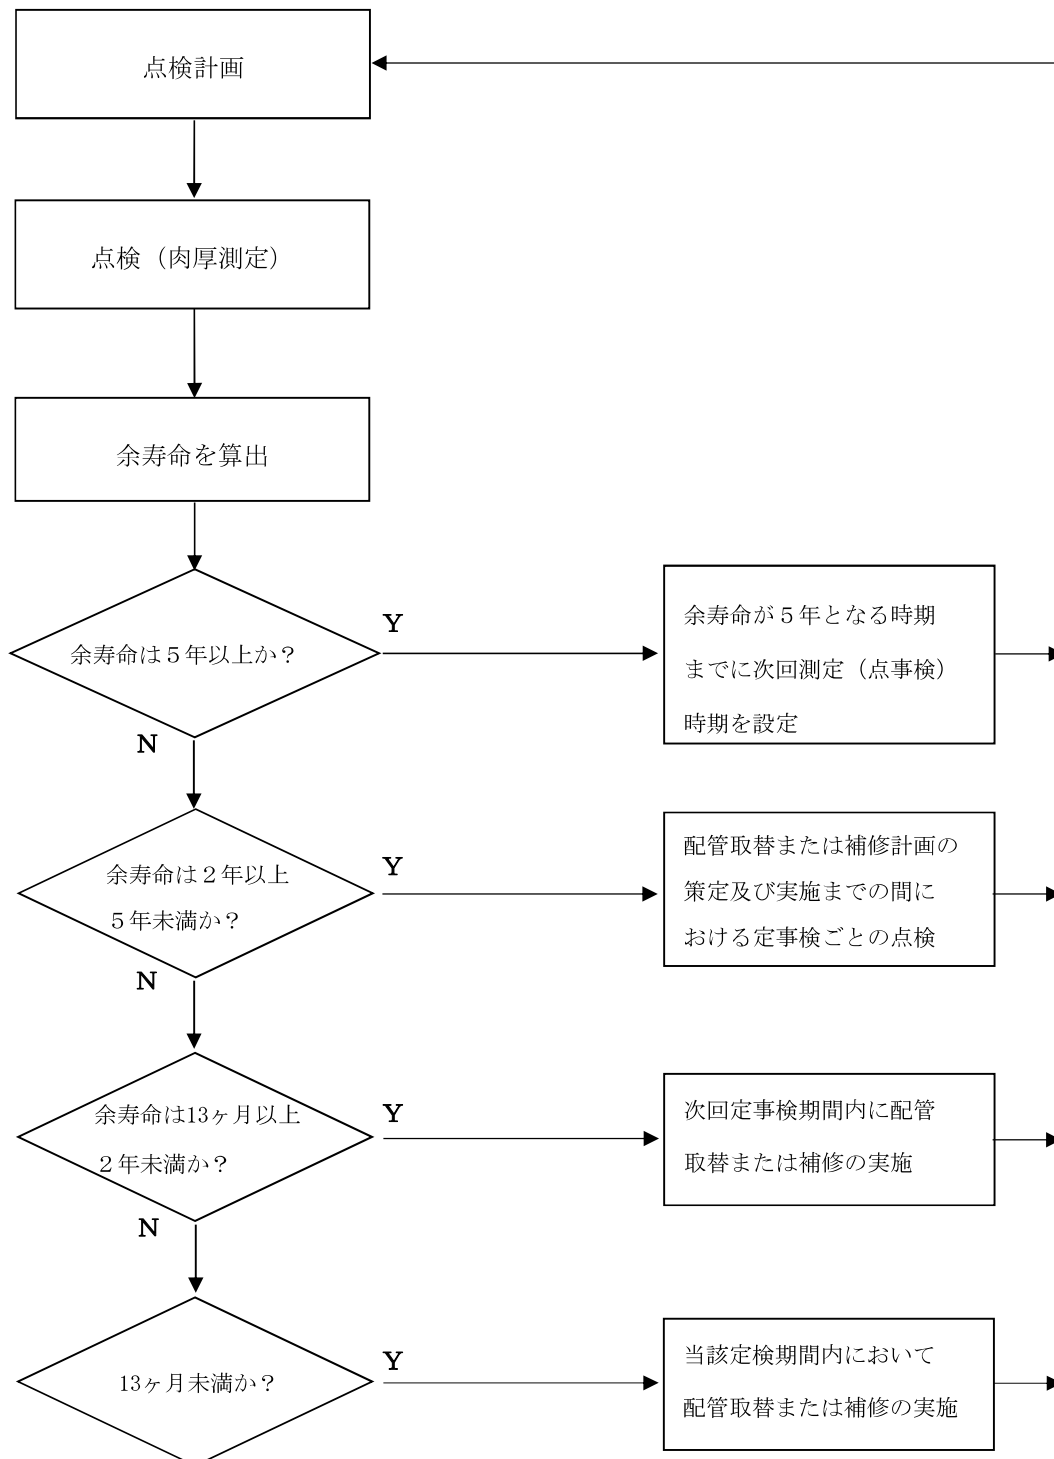 点検計画
点検（肉厚測定）
余寿命を算出
余寿命は５年以上か？
Y
余寿命が５年となる時期
までに次回測定（点事検）
時期を設定
N
余寿命は２年以上
５年未満か？
Y
配管取替または補修計画の
策定及び実施までの間に
おける定事検ごとの点検
N
余寿命は13ヶ月以上
２年未満か？
Y
次回定事検期間内に配管
取替または補修の実施
N
13ヶ月未満か？
Y
当該定検期間内において
配管取替または補修の実施